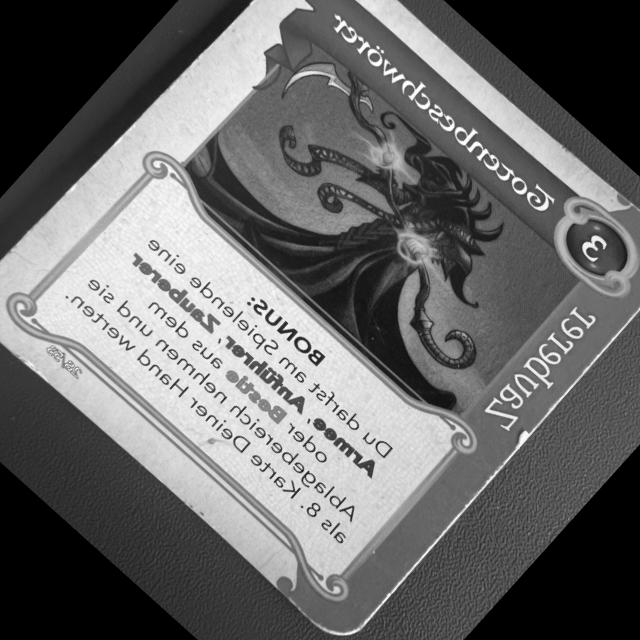 Totenbeschwörer
3
Zauberer
BONUS:
Du darfst am Spielende eine
Armee, Anführer, Zauberer
oder Bestie aus dem
Ablagebereich nehmen und sie
als 8. Karte Deiner Hand werten.